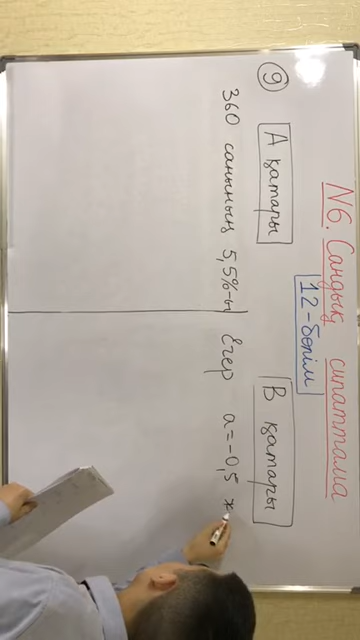 №6. Сандық сипаттама
12-бөлім
9 А қатары В қатары
360 санының 5,5%-ы Егер a=-0,5 ж